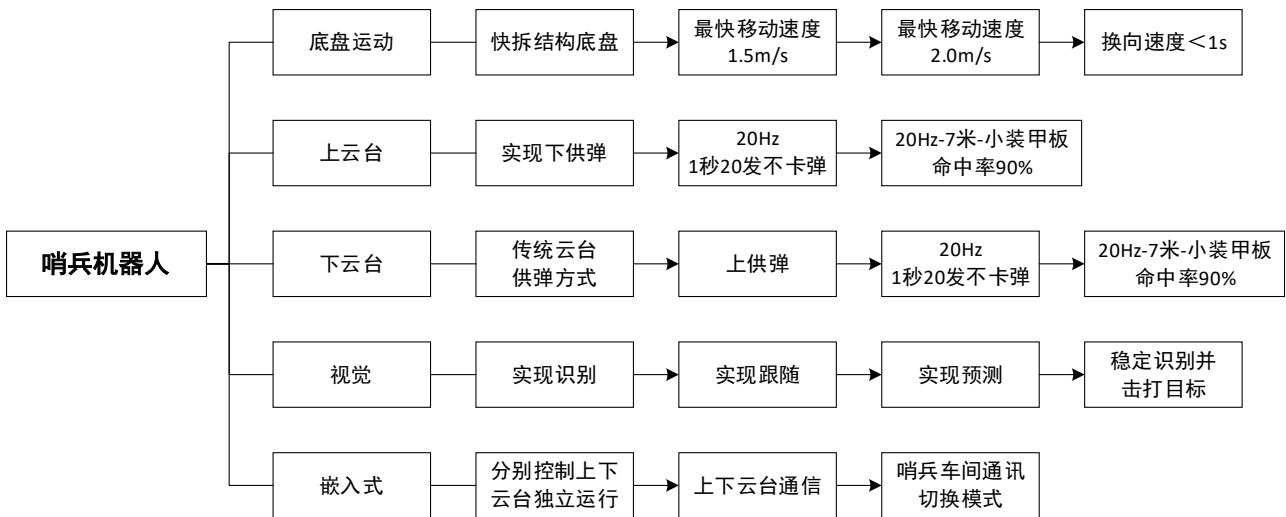 底盘运动
快拆结构底盘
最快移动速度
1.5m/s
最快移动速度
2.0m/s
换向速度＜1s
上云台
实现下供弹
20Hz
1秒20发不卡弹
20Hz-7米-小装甲板
命中率90%
哨兵机器人
下云台
传统云台
供弹方式
上供弹
20Hz
1秒20发不卡弹
20Hz-7米-小装甲板
命中率90%
视觉
实现识别
实现跟随
实现预测
稳定识别并
击打目标
嵌入式
分别控制上下
云台独立运行
上下云台通信
哨兵车间通讯
切换模式